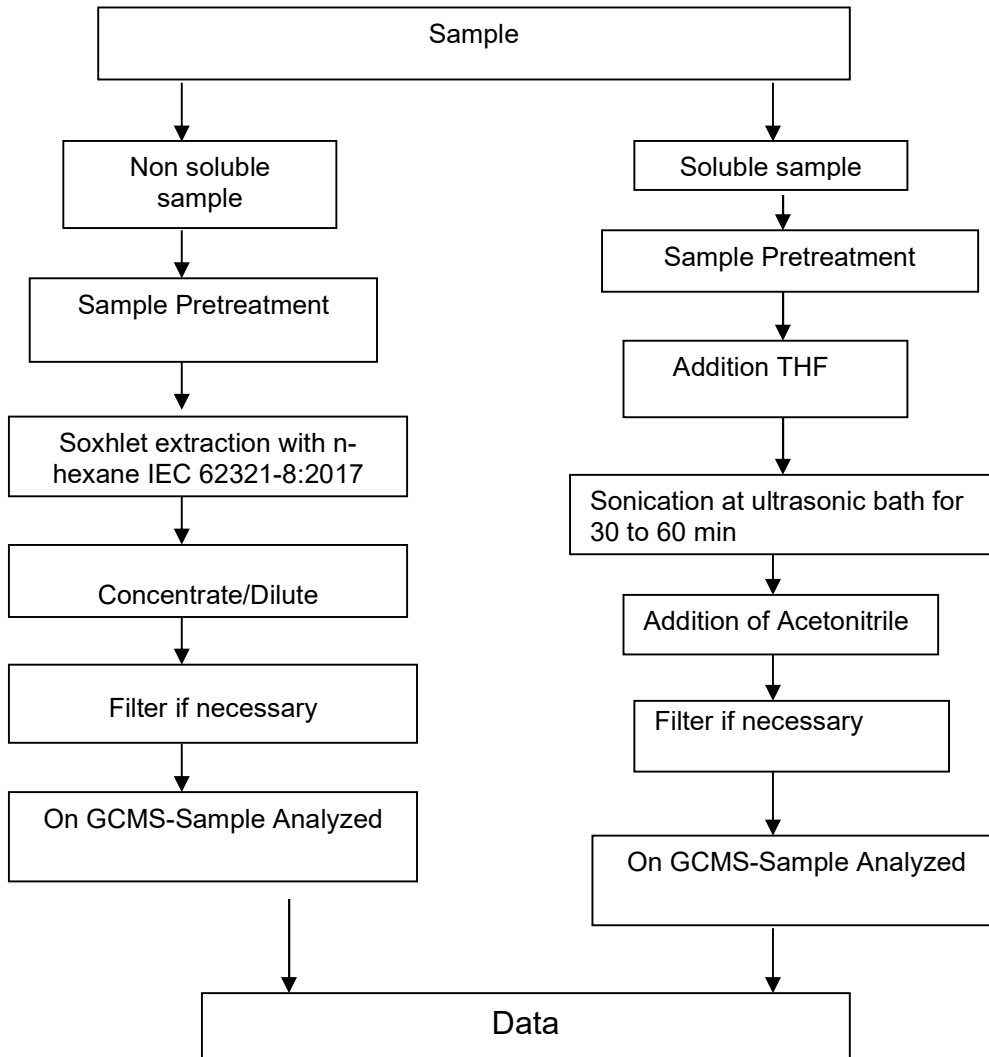 Sample
Non soluble
sample
Sample Pretreatment
Soxhlet extraction with n-
hexane IEC 62321-8:2017
Concentrate/Dilute
Filter if necessary
On GCMS-Sample Analyzed
Soluble sample
Sample Pretreatment
Addition THF
Sonication at ultrasonic bath for
30 to 60 min
Addition of Acetonitrile
Filter if necessary
On GCMS-Sample Analyzed
Data